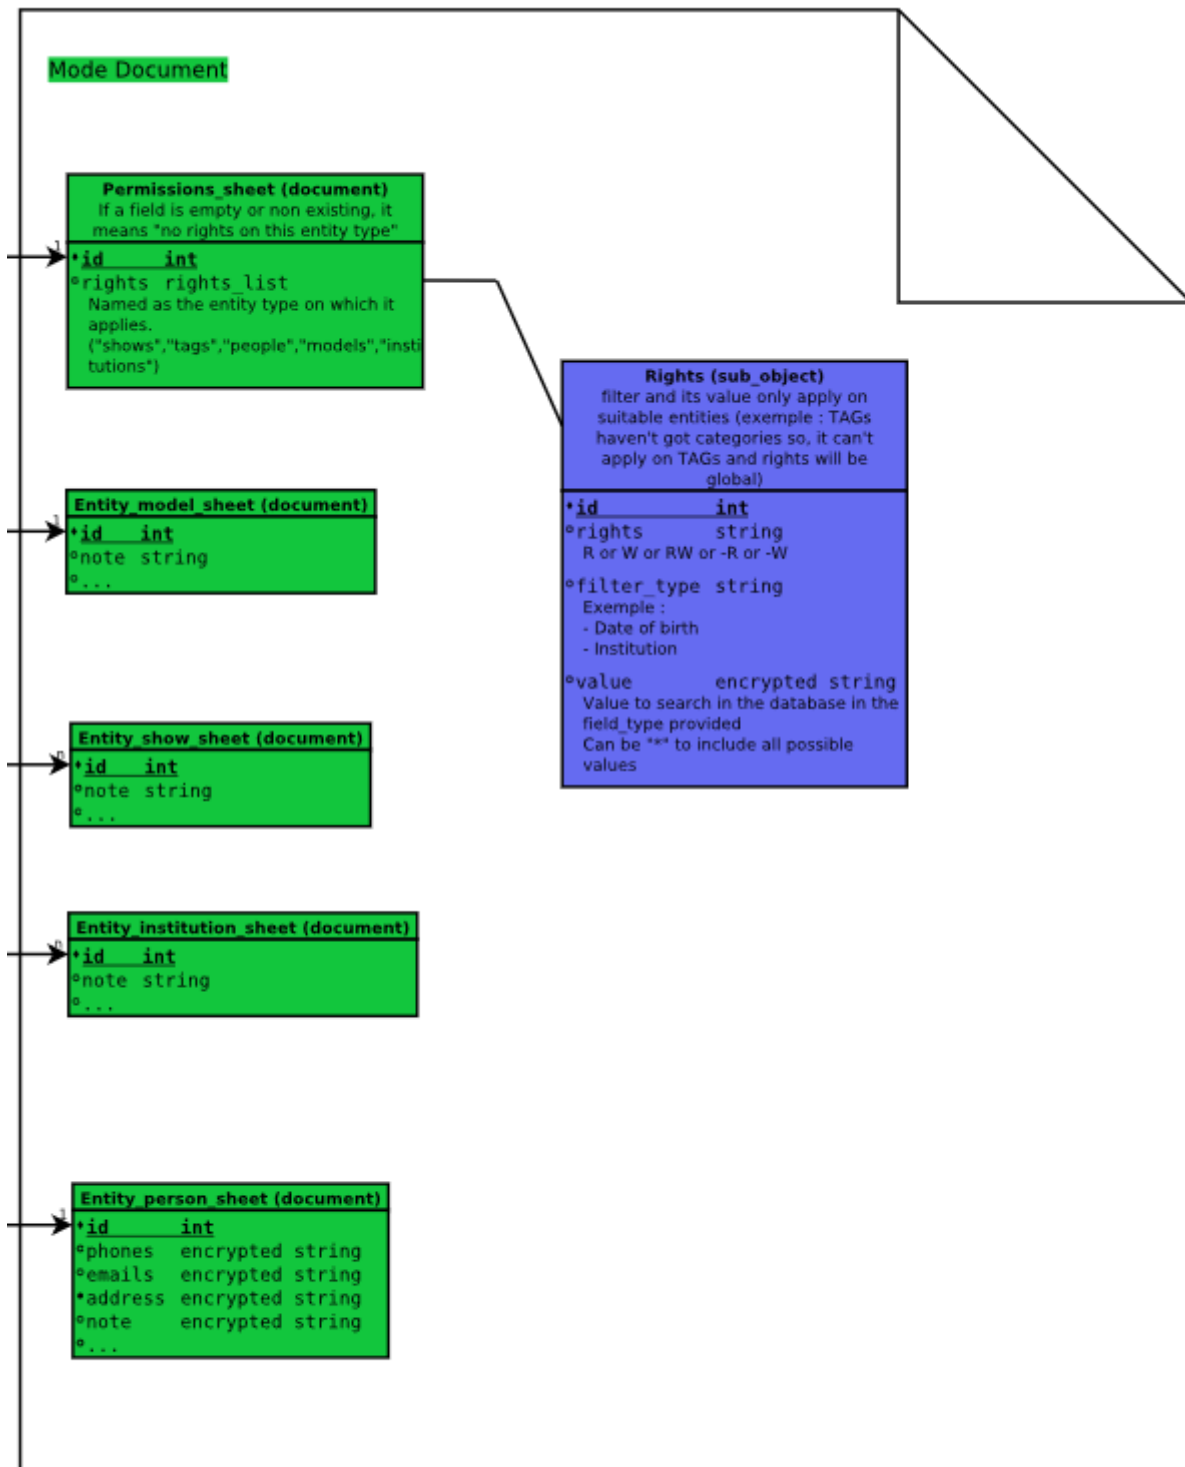 Mode Document
Permissions_sheet (document)
If a field is empty or non existing, it
means "no rights on this entity type"
1
id int
rights rights_list
Named as the entity type on which it
applies.
("shows","tags","people","models","insti
tutions")
Rights (sub_object)
filter and its value only apply on
suitable entities (exemple : TAGs
haven't got categories so, it can't
apply on TAGs and rights will be
global)
id int
rights string
R or W or RW or -R or -W
filter_type string
Exemple :
- Date of birth
- Institution
value encrypted string
Value to search in the database in the
field_type provided
Can be "*" to include all possible
values
Entity_model_sheet (document)
1
id int
note string
...
Entity_show_sheet (document)
n
id int
note string
...
Entity_institution_sheet (document)
n
id int
note string
...
Entity_person_sheet (document)
1
id int
phones encrypted string
emails encrypted string
address encrypted string
note encrypted string
...